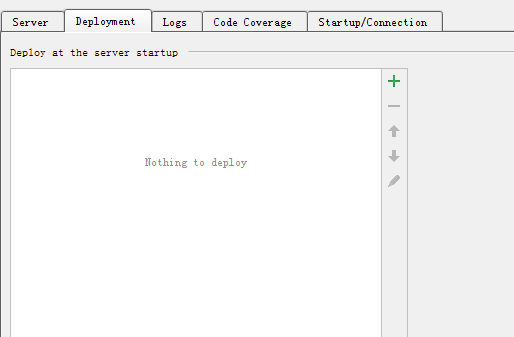 Server Deployment Logs Code Coverage Startup/Connection
Deploy at the server startup
Nothing to deploy